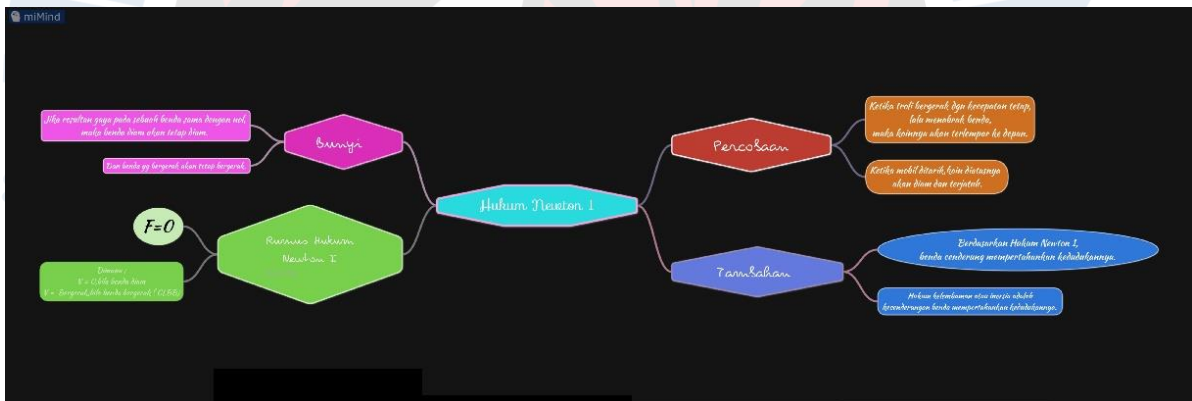 miMind
Jika resultan gaya pada sebuah benda sama dengan nol,
maka benda diam akan tetap diam.
Dan benda yg bergerak akan tetap bergerak.
Bunyi
F=0
Rumus Hukum
Newton I
Dimana :
V = 0, bila benda diam
V = Bergerak, bila benda bergerak (GLBB)
Hukum Newton 1
Percobaan
Ketika troli bergerak dgn kecepatan tetap,
lalu menabrak benda,
maka koinnya akan terlempar ke depan.
Ketika mobil ditarik, koin diatasnya
akan diam dan terjatuh.
Tambahan
Berdasarkan Hukum Newton I,
benda cenderung mempertahankan kedudukannya.
Hukum kelembaman atau inersia adalah
kecenderungan benda mempertahankan kedudukannya.